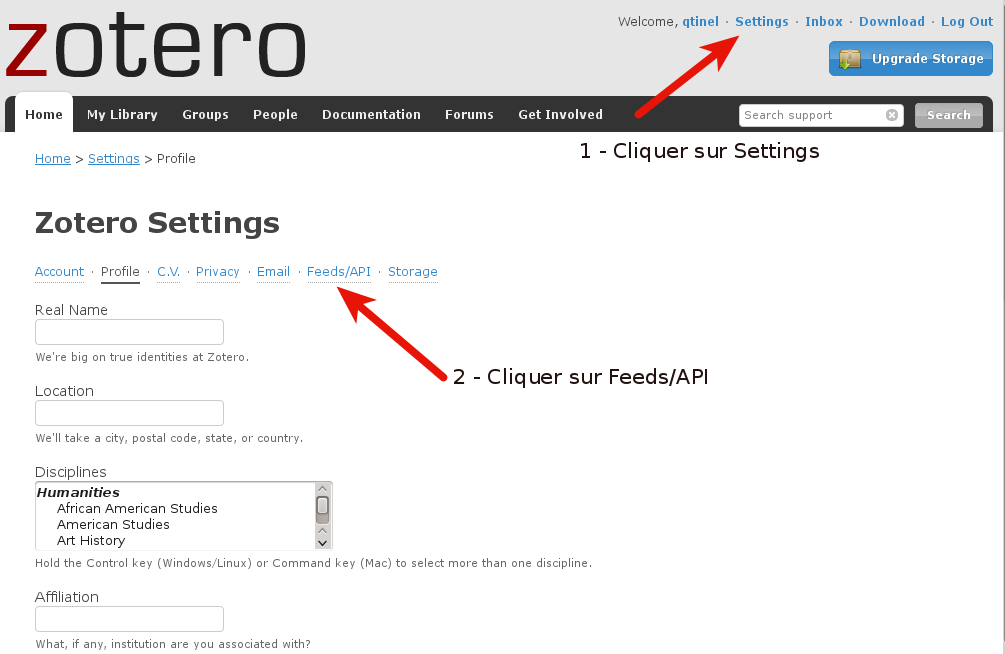 zotero
Welcome, qtinel · Settings · Inbox · Download · Log Out
Upgrade Storage
Home My Library Groups People Documentation Forums Get Involved Search support Search
1 - Cliquer sur Settings
Home > Settings > Profile
Zotero Settings
Account · Profile · C.V. · Privacy · Email · Feeds/API · Storage
2 - Cliquer sur Feeds/API
Real Name
We're big on true identities at Zotero.
Location
We'll take a city, postal code, state, or country.
Disciplines
Humanities
African American Studies
American Studies
Art History
Hold the Control key (Windows/Linux) or Command key (Mac) to select more than one discipline.
Affiliation
What, if any, institution are you associated with?